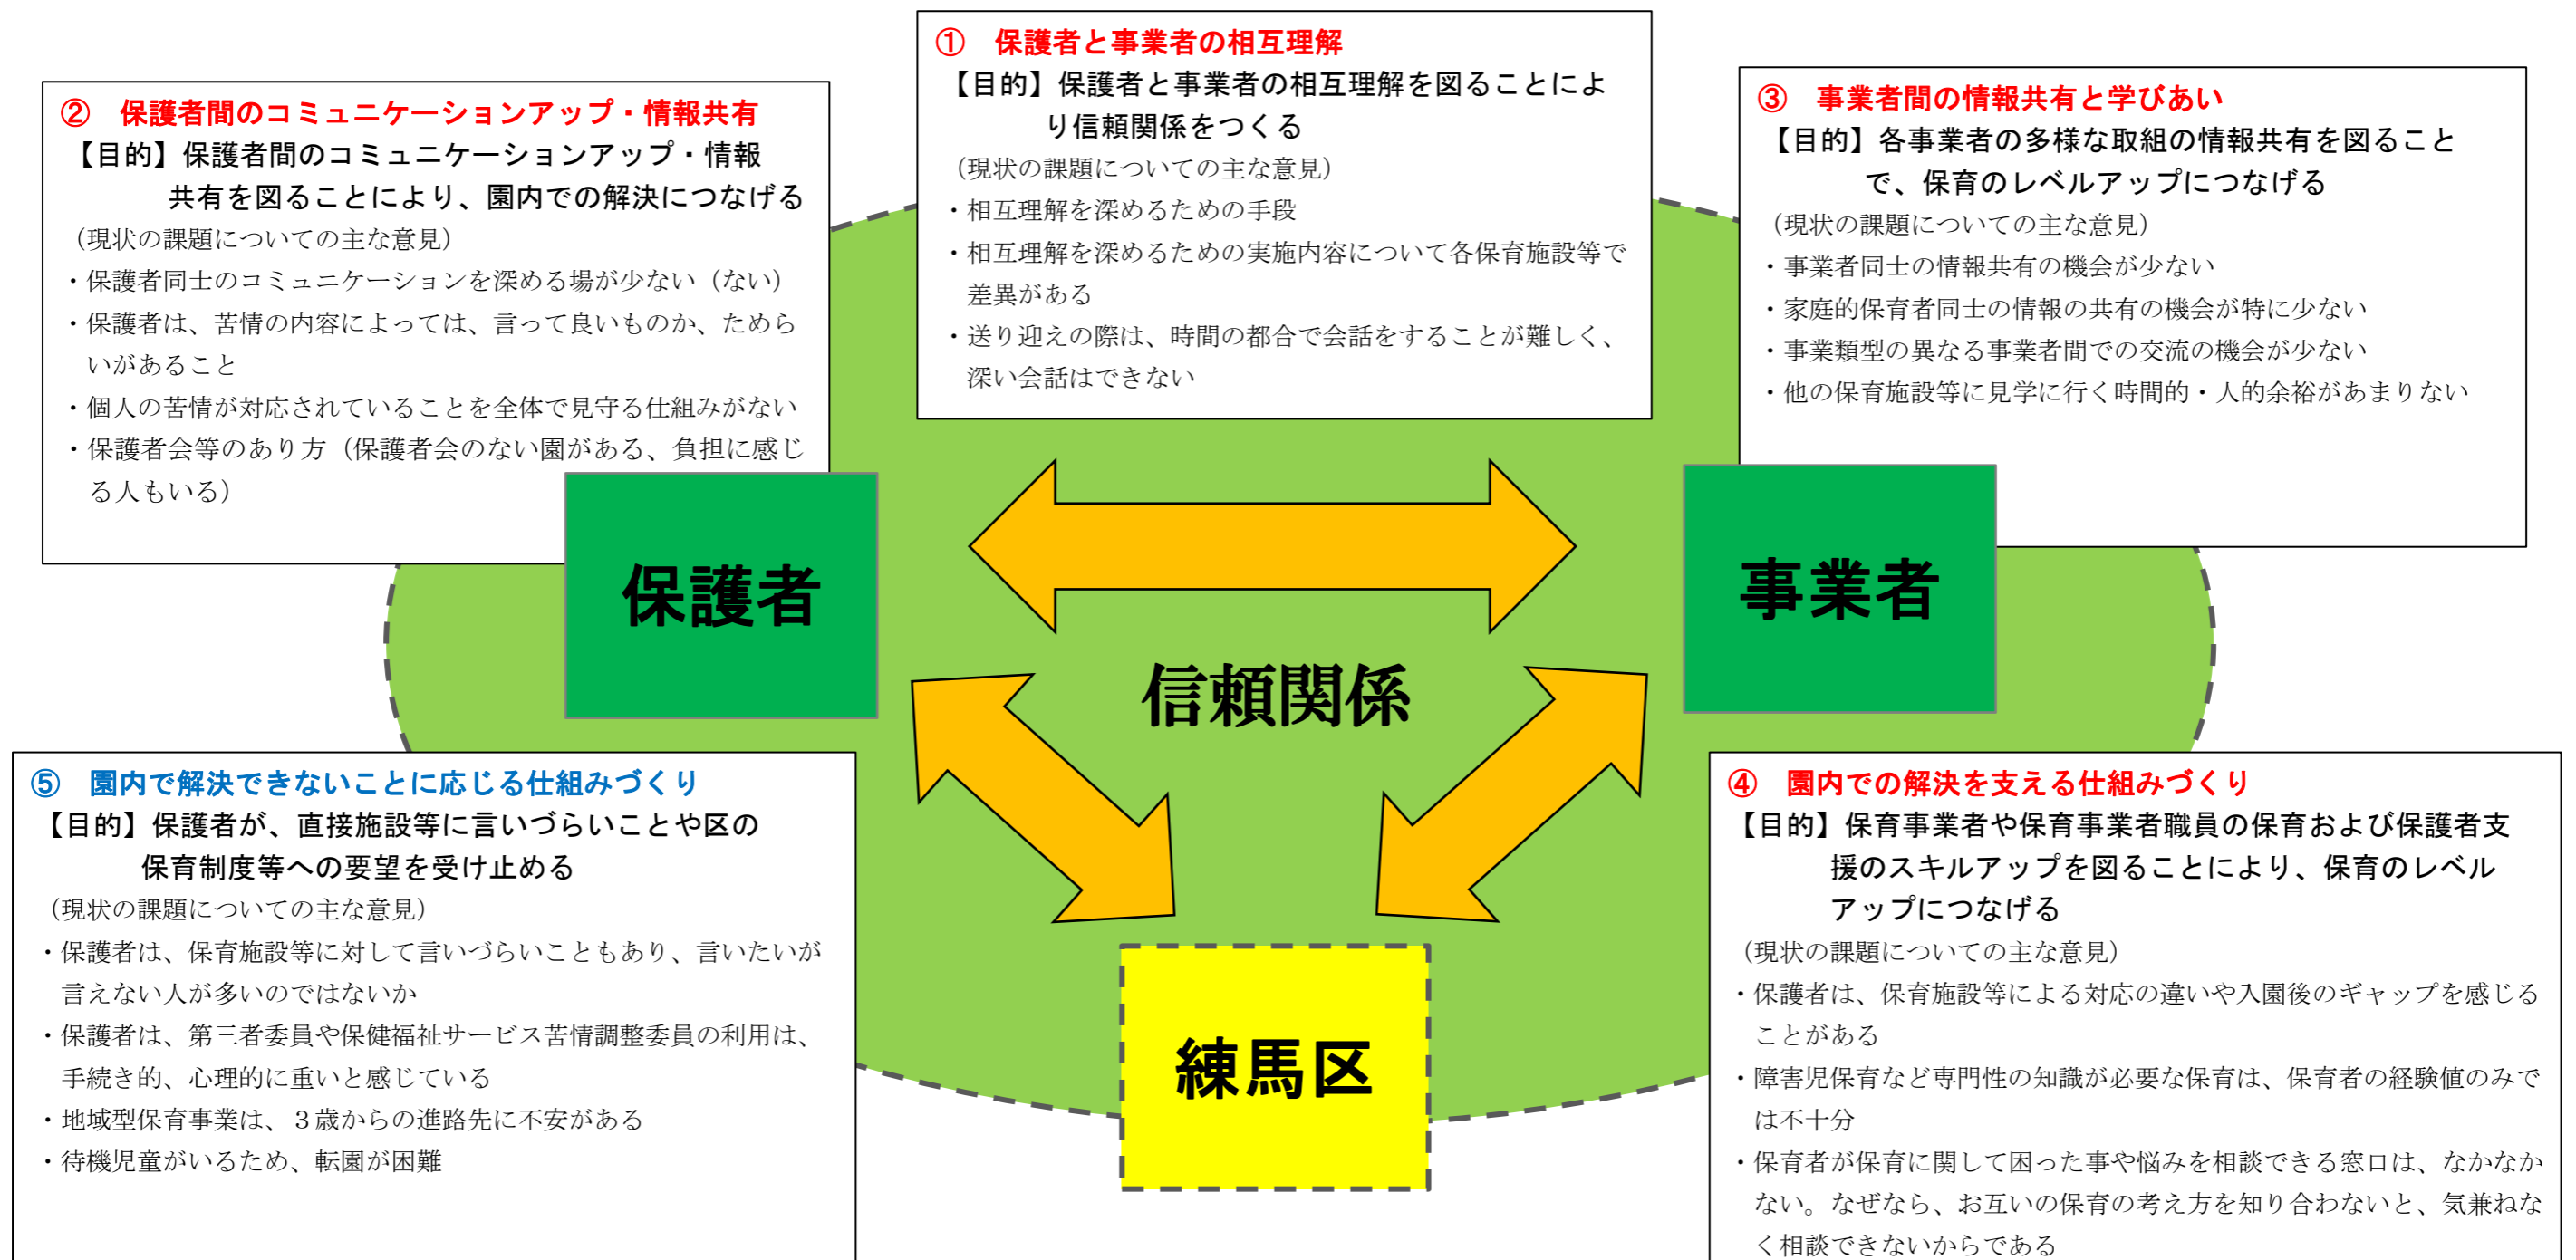 ① 保護者と事業者の相互理解
【目的】保護者と事業者の相互理解を図ることによ
り信頼関係をつくる
（現状の課題についての主な意見）
・相互理解を深めるための手段
・相互理解を深めるための実施内容について各保育施設等で
差異がある
・送り迎えの際は、時間の都合で会話をすることが難しく、
深い会話はできない
② 保護者間のコミュニケーションアップ・情報共有
【目的】保護者間のコミュニケーションアップ・情報
共有を図ることにより、園内での解決につなげる
（現状の課題についての主な意見）
・保護者同士のコミュニケーションを深める場が少ない（ない）
・保護者は、苦情の内容によっては、言って良いものか、ためら
いがあること
・個人の苦情が対応されていることを全体で見守る仕組みがない
・保護者会等のあり方（保護者会のない園がある、負担に感じ
る人もいる）
③ 事業者間の情報共有と学びあい
【目的】各事業者の多様な取組の情報共有を図ること
で、保育のレベルアップにつなげる
（現状の課題についての主な意見）
・事業者同士の情報共有の機会が少ない
・家庭的保育者同士の情報の共有の機会が特に少ない
・事業類型の異なる事業者間での交流の機会が少ない
・他の保育施設等に見学に行く時間的・人的余裕があまりない
保護者
事業者
信頼関係
練馬区
⑤ 園内で解決できないことに応じる仕組みづくり
【目的】保護者が、直接施設等に言いづらいことや区の
保育制度等への要望を受け止める
（現状の課題についての主な意見）
・保護者は、保育施設等に対して言いづらいこともあり、言いたいが
言えない人が多いのではないか
・保護者は、第三者委員や保健福祉サービス苦情調整委員の利用は、
手続き的、心理的に重いと感じている
・地域型保育事業は、３歳からの進路先に不安がある
・待機児童がいるため、転園が困難
④ 園内での解決を支える仕組みづくり
【目的】保育事業者や保育事業者職員の保育および保護者支
援のスキルアップを図ることにより、保育のレベル
アップにつなげる
（現状の課題についての主な意見）
・保護者は、保育施設等による対応の違いや入園後のギャップを感じる
ことがある
・障害児保育など専門性の知識が必要な保育は、保育者の経験値のみで
は不十分
・保育者が保育に関して困った事や悩みを相談できる窓口は、なかなか
ない。なぜなら、お互いの保育の考え方を知り合わないと、気兼ねな
く相談できないからである